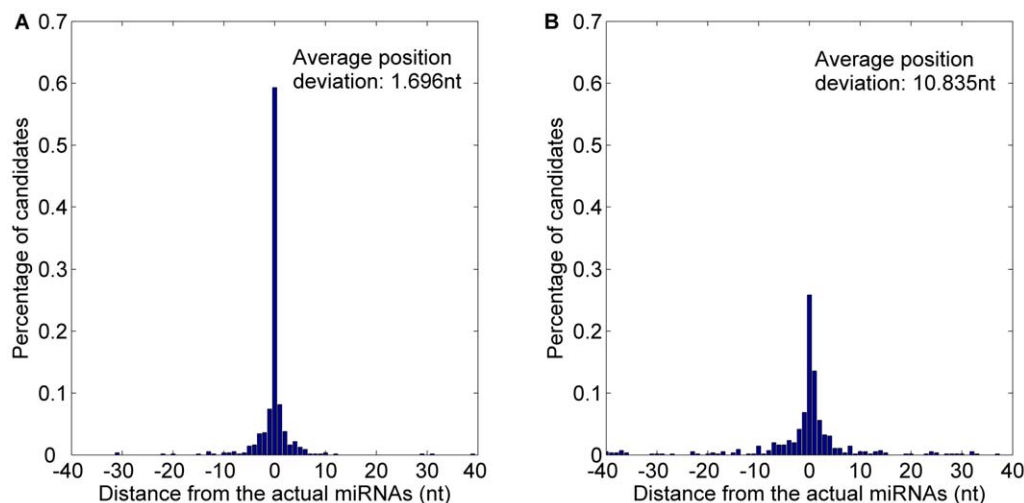 A
0.7
0.6
0.5
0.4
0.3
0.2
0.1
0
-40 -30 -20 -10 0 10 20 30 40
Percentage of candidates
Distance from the actual miRNAs (nt)
Average position
deviation: 1.696nt
B
0.7
0.6
0.5
0.4
0.3
0.2
0.1
0
-40 -30 -20 -10 0 10 20 30 40
Percentage of candidates
Distance from the actual miRNAs (nt)
Average position
deviation: 10.835nt